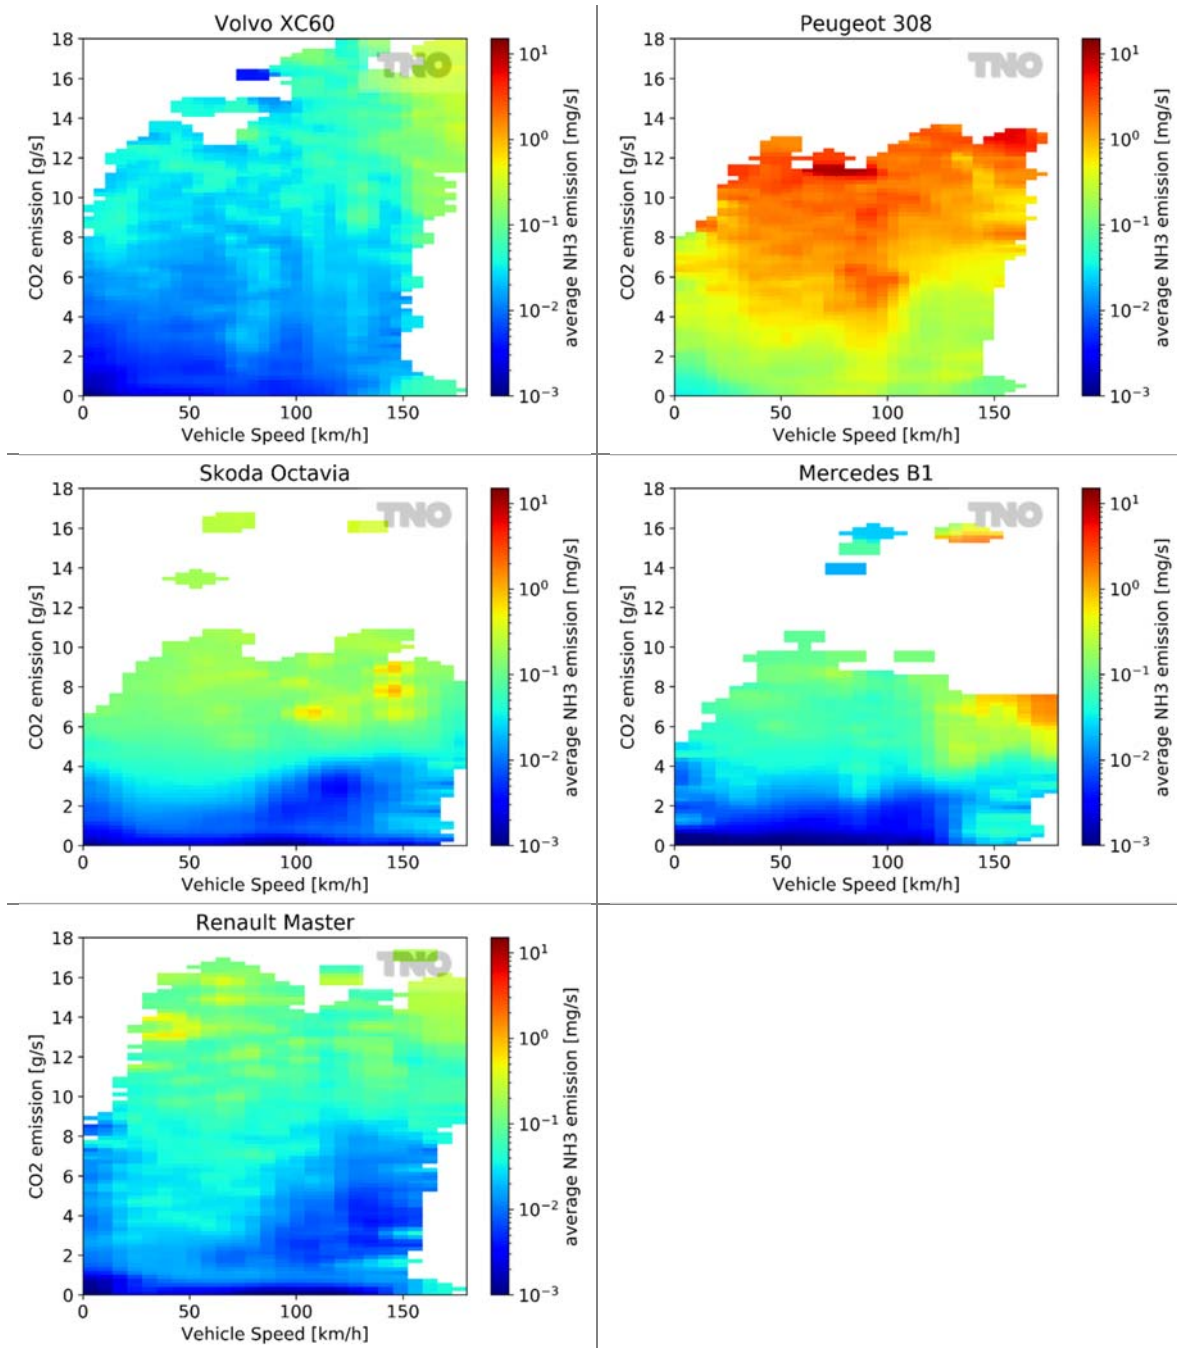 Volvo XC60
TNO
18
16
14
12
10
8
6
4
2
0
CO2 emission [g/s]
0 50 100 150
Vehicle Speed [km/h]
10¹
10⁰
10⁻¹
10⁻²
10⁻³
average NH3 emission [mg/s]
Peugeot 308
TNO
18
16
14
12
10
8
6
4
2
0
CO2 emission [g/s]
0 50 100 150
Vehicle Speed [km/h]
10¹
10⁰
10⁻¹
10⁻²
10⁻³
average NH3 emission [mg/s]
Skoda Octavia
TNO
18
16
14
12
10
8
6
4
2
0
CO2 emission [g/s]
0 50 100 150
Vehicle Speed [km/h]
10¹
10⁰
10⁻¹
10⁻²
10⁻³
average NH3 emission [mg/s]
Mercedes B1
TNO
18
16
14
12
10
8
6
4
2
0
CO2 emission [g/s]
0 50 100 150
Vehicle Speed [km/h]
10¹
10⁰
10⁻¹
10⁻²
10⁻³
average NH3 emission [mg/s]
Renault Master
TNO
18
16
14
12
10
8
6
4
2
0
CO2 emission [g/s]
0 50 100 150
Vehicle Speed [km/h]
10¹
10⁰
10⁻¹
10⁻²
10⁻³
average NH3 emission [mg/s]